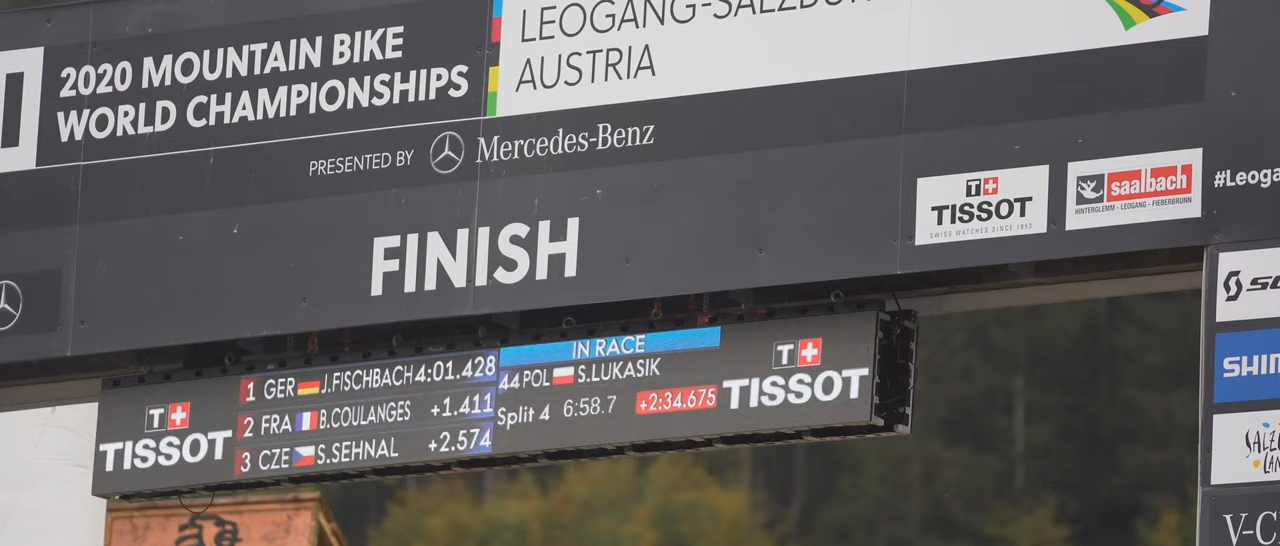 2020 MOUNTAIN BIKE
WORLD CHAMPIONSHIPS
AUSTRIA
PRESENTED BY Mercedes-Benz
FINISH
T+
TISSOT
SWISS WATCHES SINCE 1853
saalbach
HINTERGLEMM - LEOGANG - FIEBERBRUNN
T+
TISSOT
1 GER J.FISCHBACH 4:01.428
2 FRA B.COULANGES +1.411
3 CZE S.SEHNAL +2.574
IN RACE
44 POL S.LUKASIK
Split 4 6:58.7 +2:34.675
T+
TISSOT